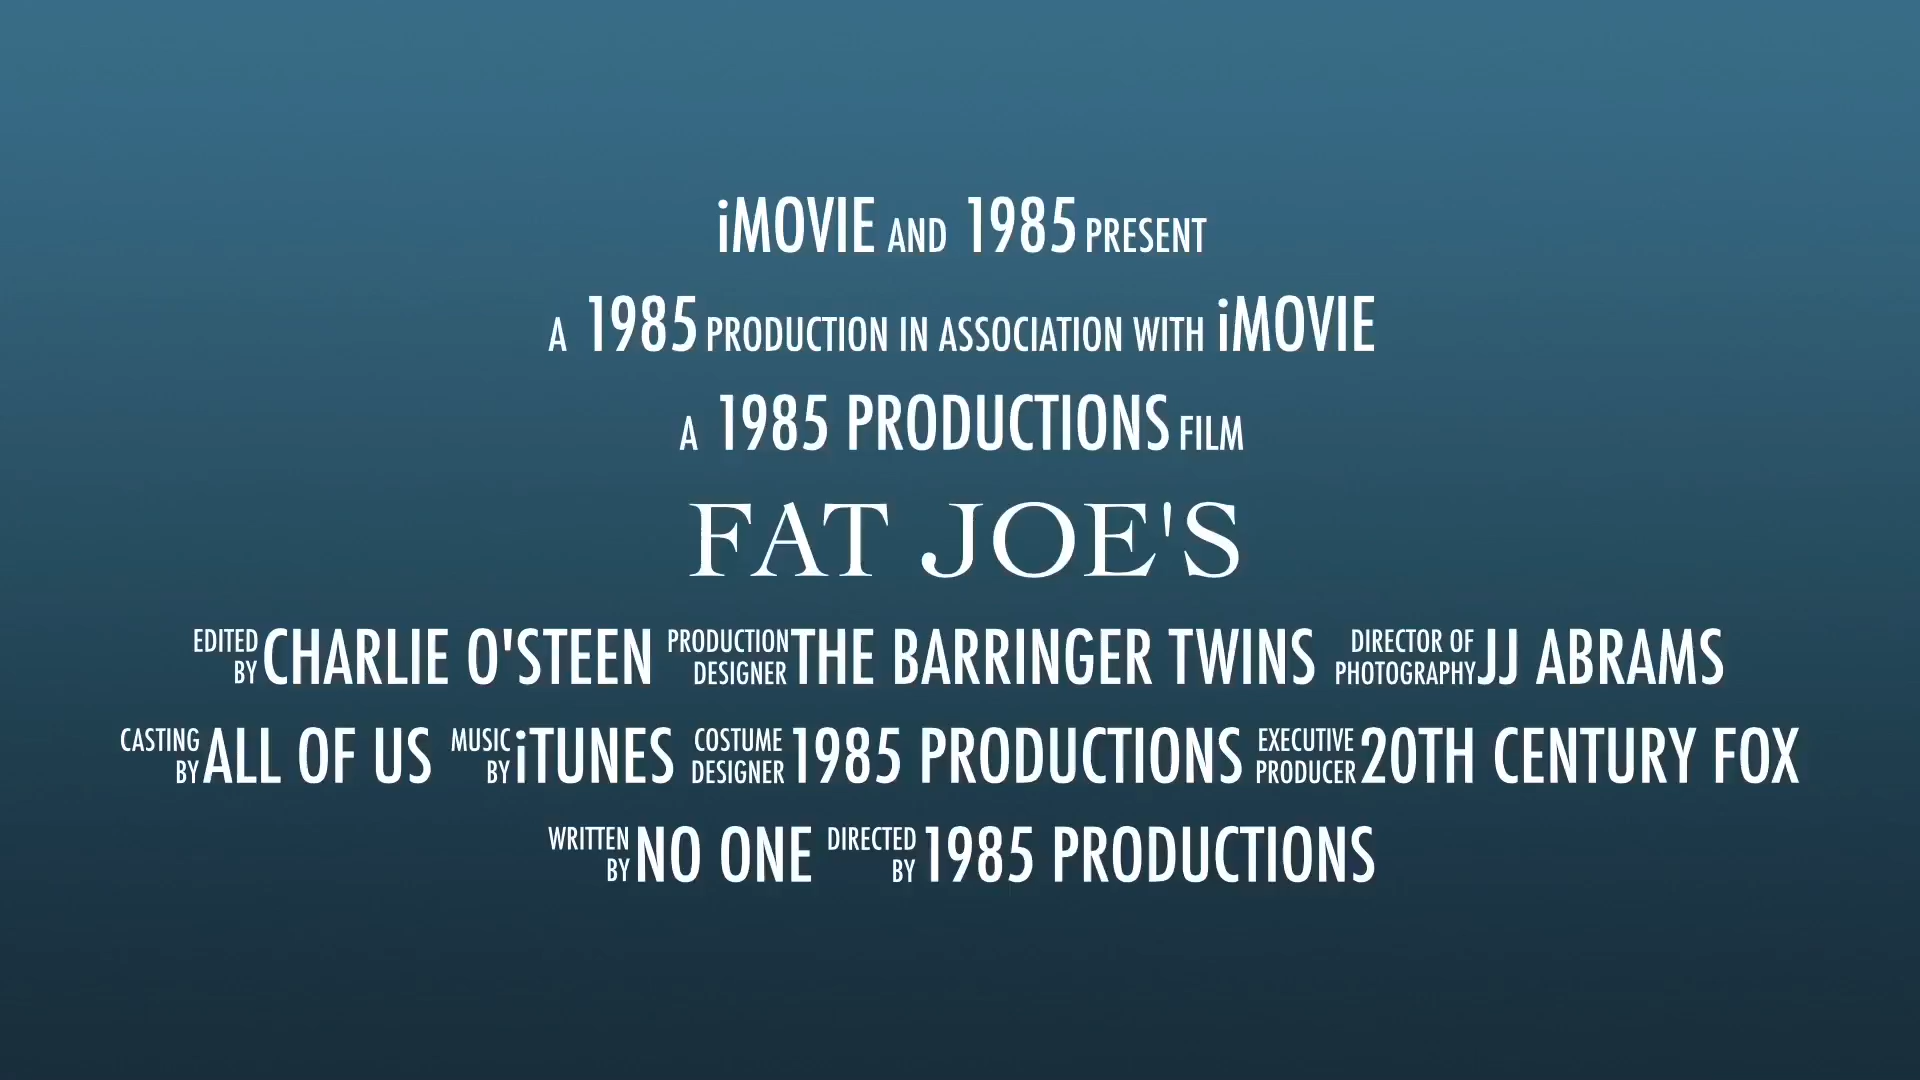 iMOVIE AND 1985 PRESENT
A 1985 PRODUCTION IN ASSOCIATION WITH iMOVIE
A 1985 PRODUCTIONS FILM
FAT JOE'S
EDITED BY CHARLIE O'STEEN PRODUCTION DESIGNER THE BARRINGER TWINS DIRECTOR OF PHOTOGRAPHY JJ ABRAMS
CASTING BY ALL OF US MUSIC BY iTUNES COSTUME DESIGNER 1985 PRODUCTIONS EXECUTIVE PRODUCER 20TH CENTURY FOX
WRITTEN BY NO ONE DIRECTED BY 1985 PRODUCTIONS